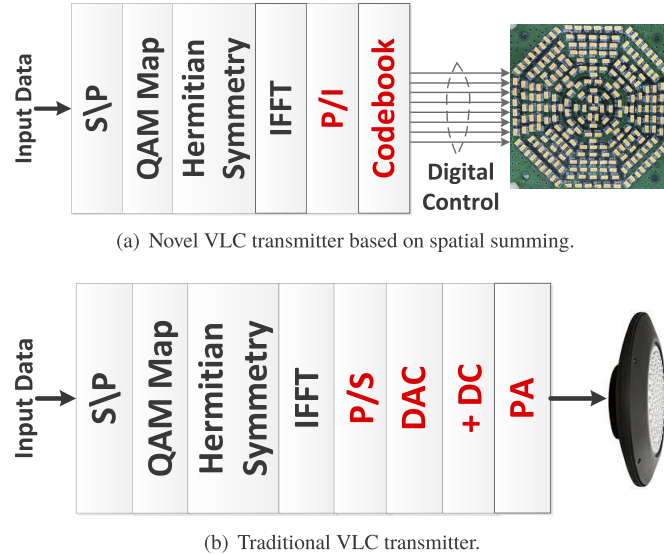 Input Data
S\P
QAM Map
Hermitian
Symmetry
IFFT
P/I
Codebook
Digital
Control
(a) Novel VLC transmitter based on spatial summing.
Input Data
S\P
QAM Map
Hermitian
Symmetry
IFFT
P/S
DAC
+ DC
PA
(b) Traditional VLC transmitter.